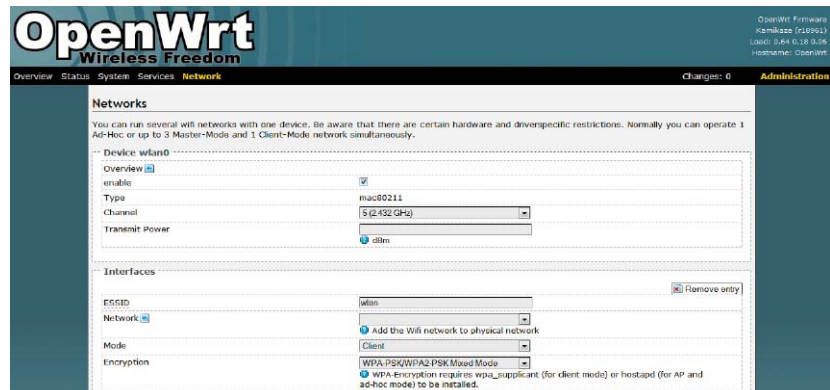 OpenWrt
Wireless Freedom
OpenWrt Firmware
Kamikaze (r18961)
Load: 0.64 0.18 0.06
Hostname: OpenWrt
Overview Status System Services Network Changes: 0 Administration
Networks
You can run several wifi networks with one device. Be aware that there are certain hardware and driverspecific restrictions. Normally you can operate 1
Ad-Hoc or up to 3 Master-Mode and 1 Client-Mode network simultaneously.
Device wlan0
Overview
enable
Type mac80211
Channel 5 (2.432 GHz)
Transmit Power
dBm
Interfaces
Remove entry
ESSID wlan
Network
Add the Wifi network to physical network
Mode Client
Encryption WPA-PSK/WPA2-PSK Mixed Mode
WPA-Encryption requires wpa_supplicant (for client mode) or hostapd (for AP and
ad-hoc mode) to be installed.